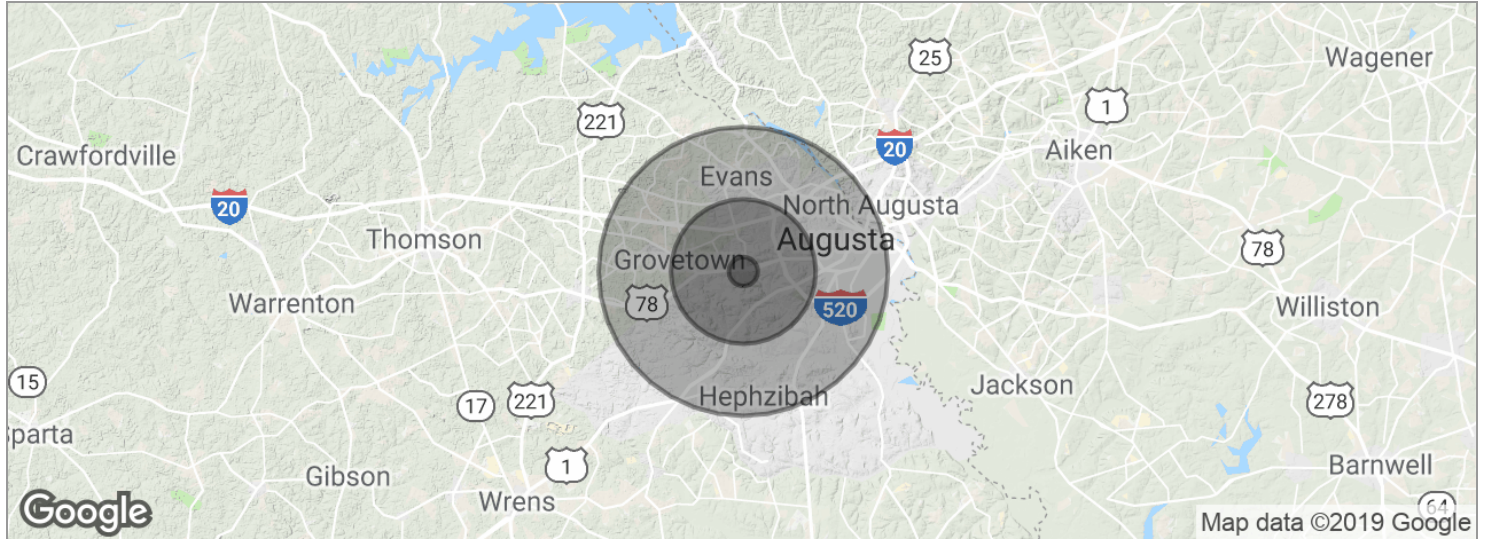 25
Wagener
1
221
20
Crawfordville
Aiken
Evans
20
North Augusta
Thomson
Augusta
78
Grovetown
78
Warrenton
520
Williston
15
Jackson
17
221
Hephzibah
278
parta
1
Gibson
Barnwell
Wrens
64
Google
Map data ©2019 Google